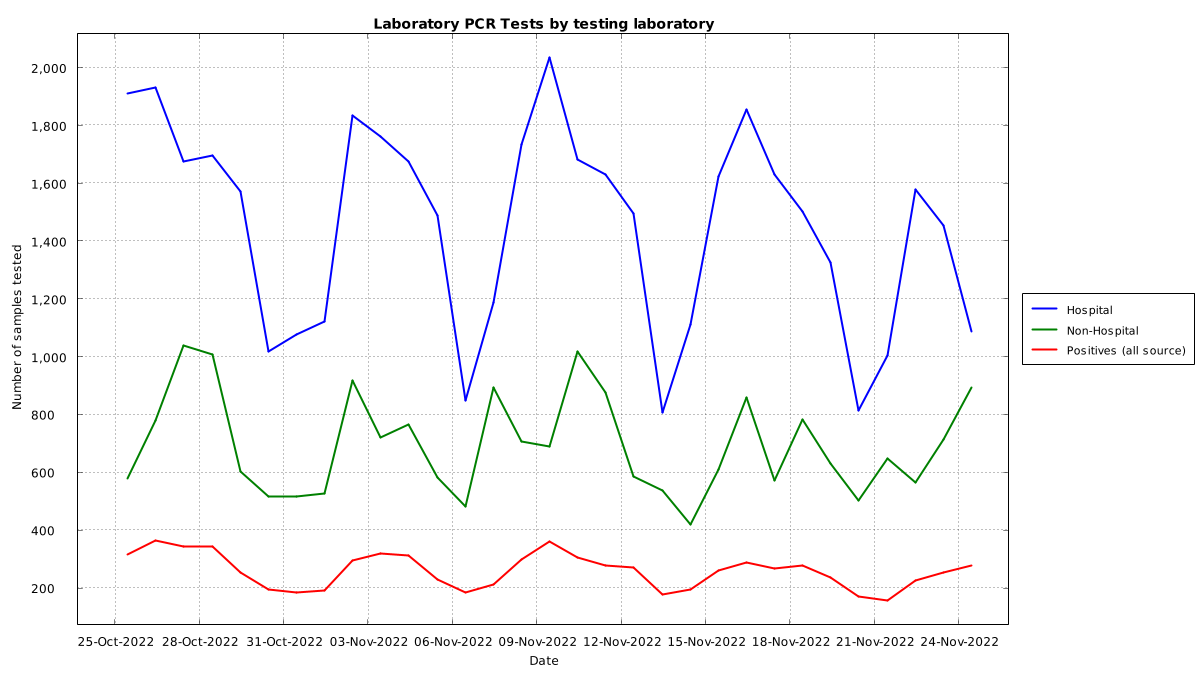 Laboratory PCR Tests by testing laboratory
2,000
1,800
1,600
1,400
1,200
1,000
800
600
400
200
Number of samples tested
25-Oct-2022 28-Oct-2022 31-Oct-2022 03-Nov-2022 06-Nov-2022 09-Nov-2022 12-Nov-2022 15-Nov-2022 18-Nov-2022 21-Nov-2022 24-Nov-2022
Date
Hospital
Non-Hospital
Positives (all source)